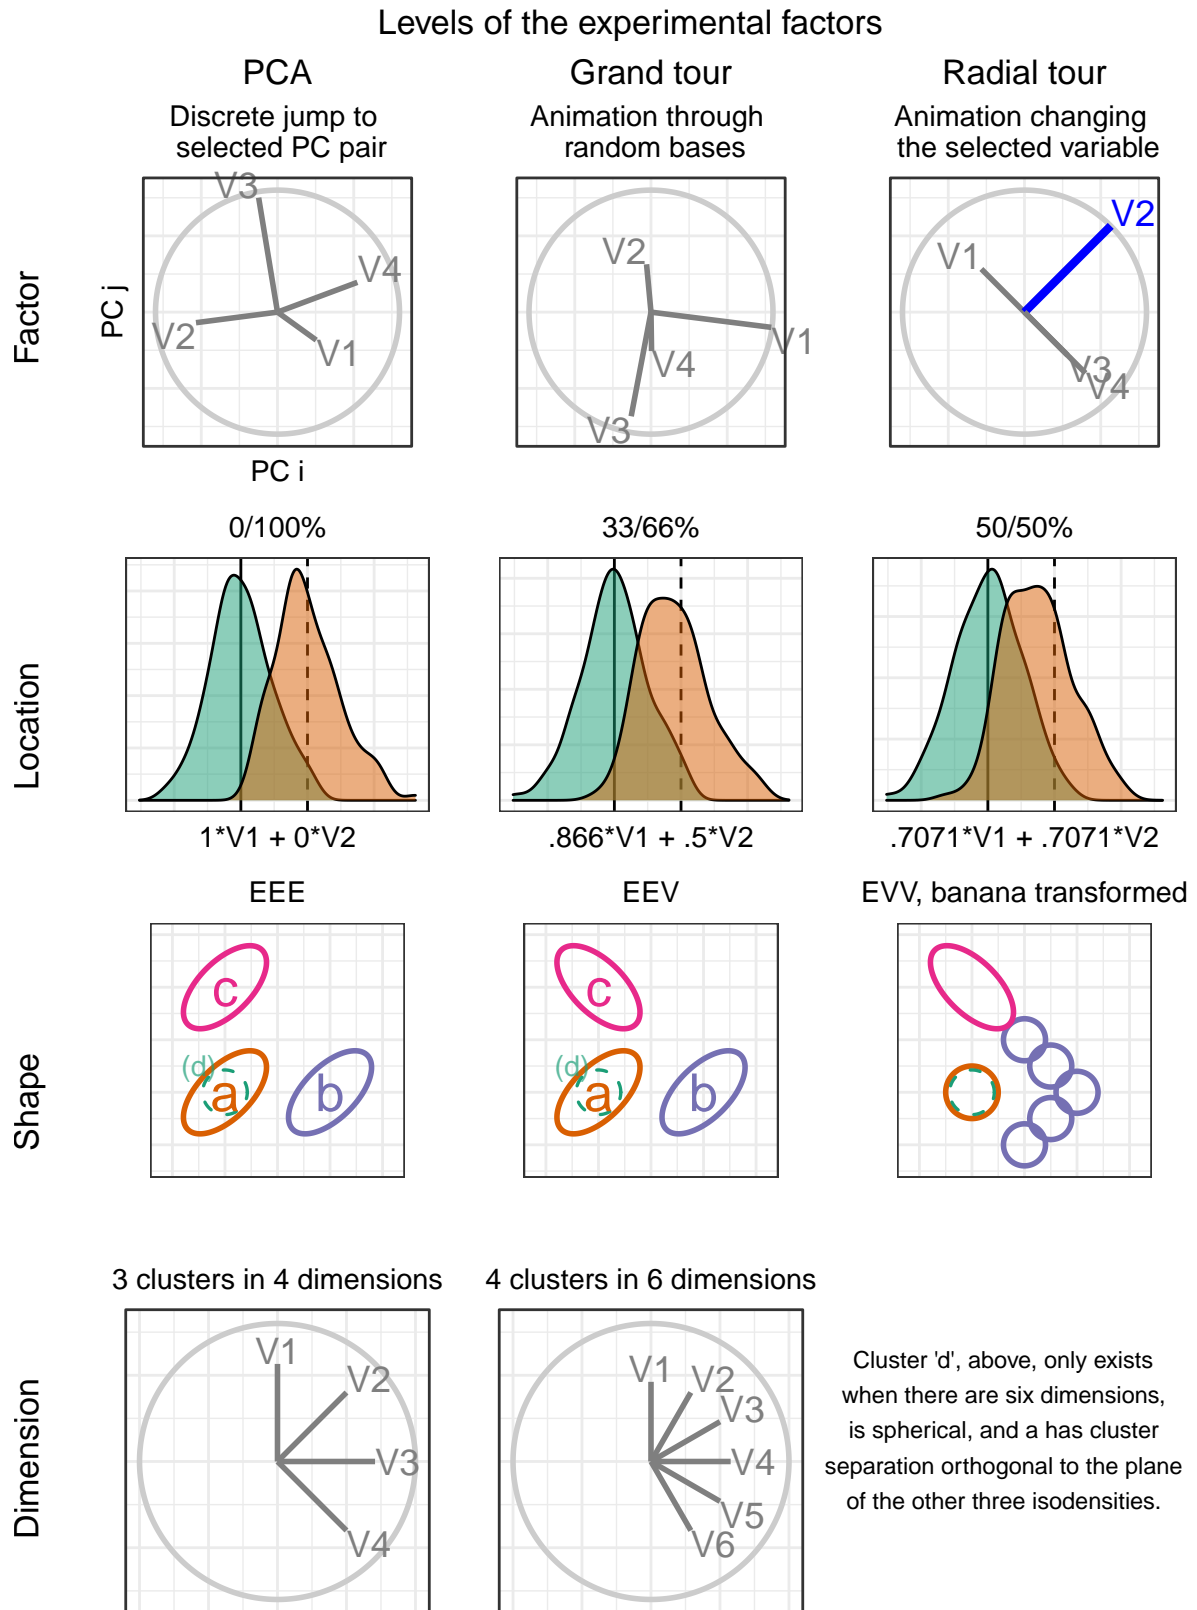 Levels of the experimental factors
PCA
Grand tour
Radial tour
Discrete jump to
selected PC pair
Animation through
random bases
Animation changing
the selected variable
Factor
PC j
V3
V4
V2
V1
PC i
V2
V1
V4
V3
V2
V1
V3
V4
Location
0/100%
33/66%
50/50%
1*V1 + 0*V2
.866*V1 + .5*V2
.7071*V1 + .7071*V2
Shape
EEE
EEV
EVV, banana transformed
c
(d)
a
b
c
(d)
a
b
Dimension
3 clusters in 4 dimensions
4 clusters in 6 dimensions
V1
V2
V3
V4
V1
V2
V3
V4
V5
V6
Cluster 'd', above, only exists
when there are six dimensions,
is spherical, and a has cluster
separation orthogonal to the plane
of the other three isodensities.